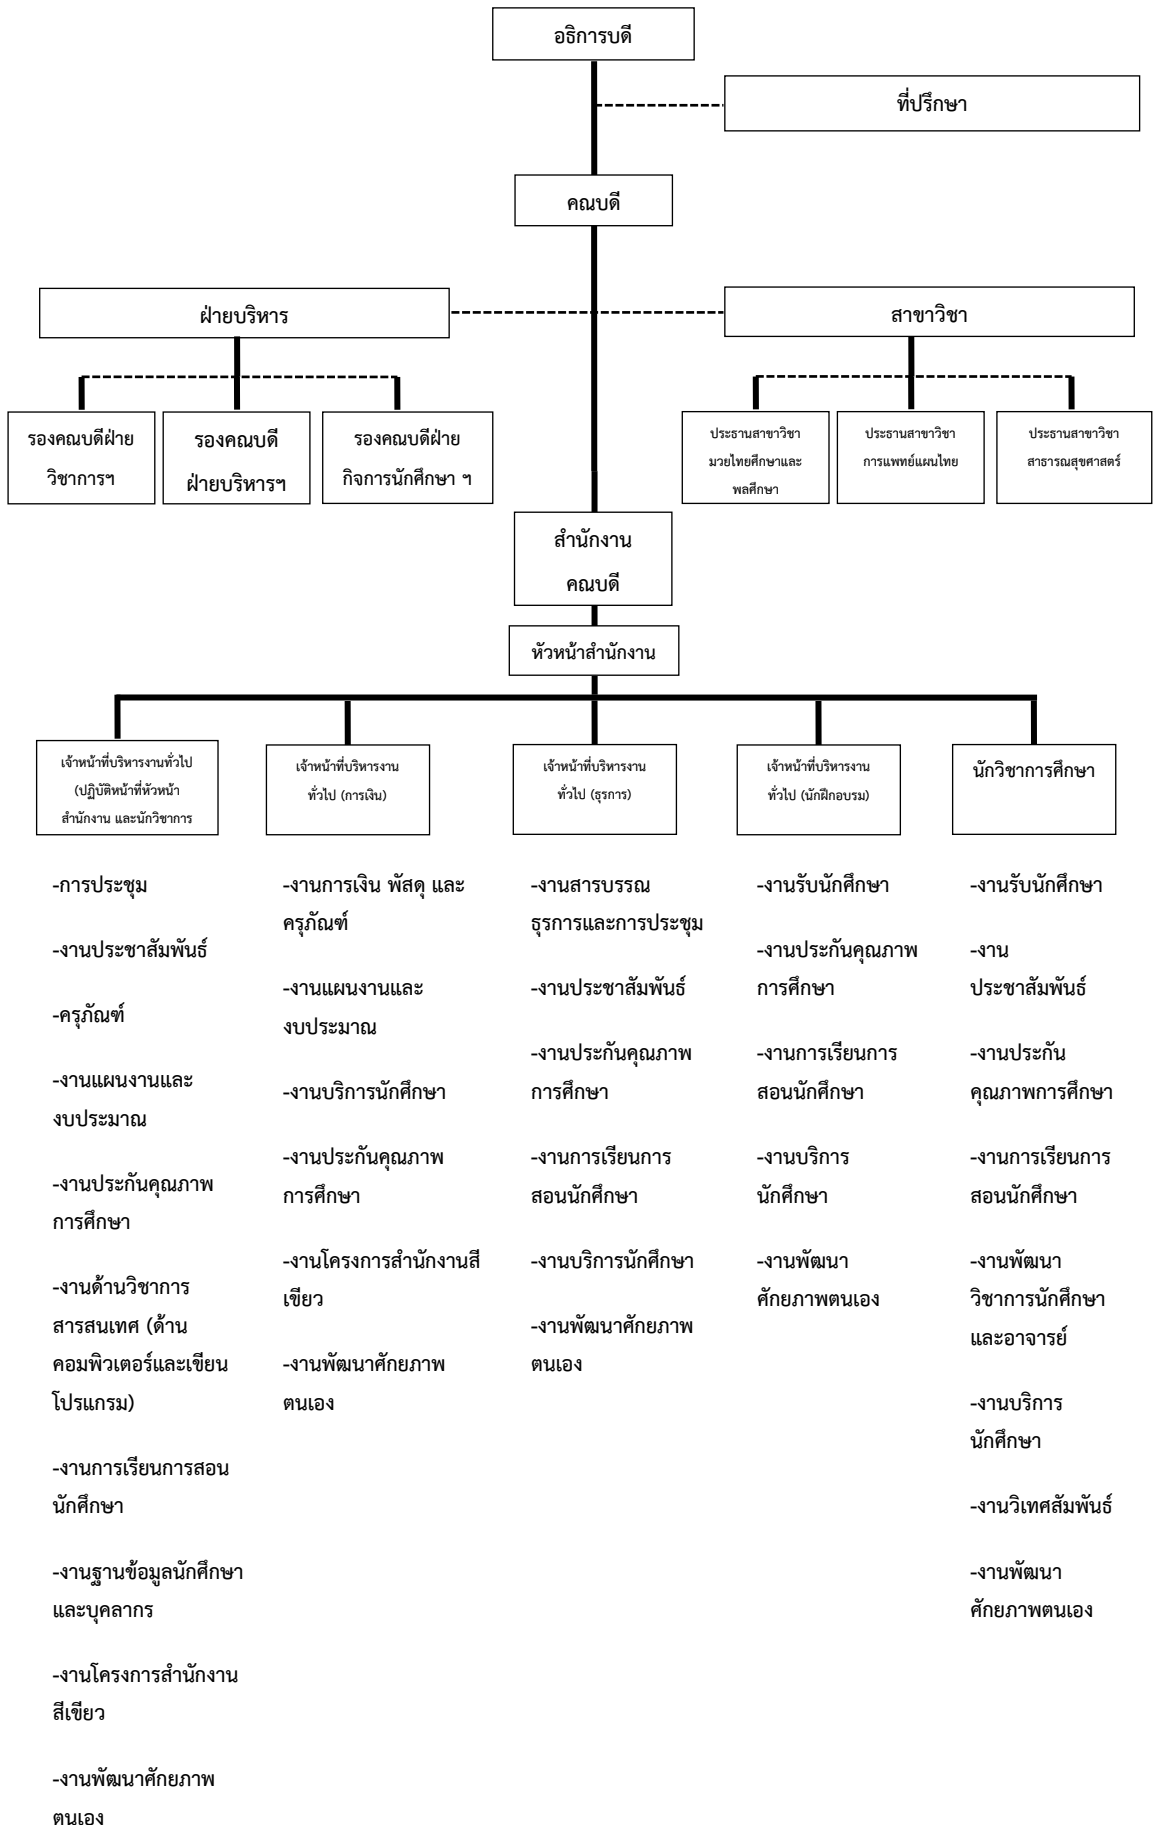 อธิการบดี
ที่ปรึกษา
คณบดี
ฝ่ายบริหาร
สาขาวิชา
รองคณบดีฝ่าย
วิชาการฯ
รองคณบดี
ฝ่ายบริหารฯ
รองคณบดีฝ่าย
กิจการนักศึกษา ฯ
ประธานสาขาวิชา
มวยไทยศึกษาและ
พลศึกษา
ประธานสาขาวิชา
การแพทย์แผนไทย
ประธานสาขาวิชา
สาธารณสุขศาสตร์
สำนักงาน
คณบดี
หัวหน้าสำนักงาน
เจ้าหน้าที่บริหารงานทั่วไป
(ปฏิบัติหน้าที่หัวหน้า
สำนักงาน และนักวิชาการ
เจ้าหน้าที่บริหารงาน
ทั่วไป (การเงิน)
เจ้าหน้าที่บริหารงาน
ทั่วไป (ธุรการ)
เจ้าหน้าที่บริหารงาน
ทั่วไป (นักฝึกอบรม)
นักวิชาการศึกษา
-การประชุม
-งานประชาสัมพันธ์
-ครุภัณฑ์
-งานแผนงานและ
งบประมาณ
-งานประกันคุณภาพ
การศึกษา
-งานด้านวิชาการ
สารสนเทศ (ด้าน
คอมพิวเตอร์และเขียน
โปรแกรม)
-งานการเรียนการสอน
นักศึกษา
-งานฐานข้อมูลนักศึกษา
และบุคลากร
-งานโครงการสำนักงาน
สีเขียว
-งานพัฒนาศักยภาพ
ตนเอง
-งานการเงิน พัสดุ และ
ครุภัณฑ์
-งานแผนงานและ
งบประมาณ
-งานบริการนักศึกษา
-งานประกันคุณภาพ
การศึกษา
-งานโครงการสำนักงานสี
เขียว
-งานพัฒนาศักยภาพ
ตนเอง
-งานสารบรรณ
ธุรการและการประชุม
-งานประชาสัมพันธ์
-งานประกันคุณภาพ
การศึกษา
-งานการเรียนการ
สอนนักศึกษา
-งานบริการนักศึกษา
-งานพัฒนาศักยภาพ
ตนเอง
-งานรับนักศึกษา
-งานประกันคุณภาพ
การศึกษา
-งานการเรียนการ
สอนนักศึกษา
-งานบริการ
นักศึกษา
-งานพัฒนา
ศักยภาพตนเอง
-งานรับนักศึกษา
-งาน
ประชาสัมพันธ์
-งานประกัน
คุณภาพการศึกษา
-งานการเรียนการ
สอนนักศึกษา
-งานพัฒนา
วิชาการนักศึกษา
และอาจารย์
-งานบริการ
นักศึกษา
-งานวิเทศสัมพันธ์
-งานพัฒนา
ศักยภาพตนเอง